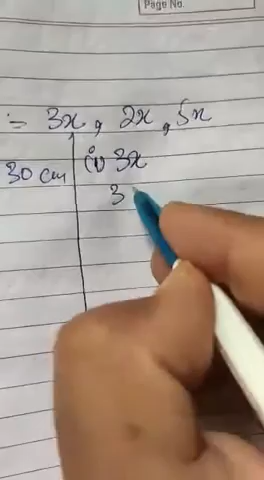 Page No.
= 3x, 2x, 5x
30 cm (i) 3x
3